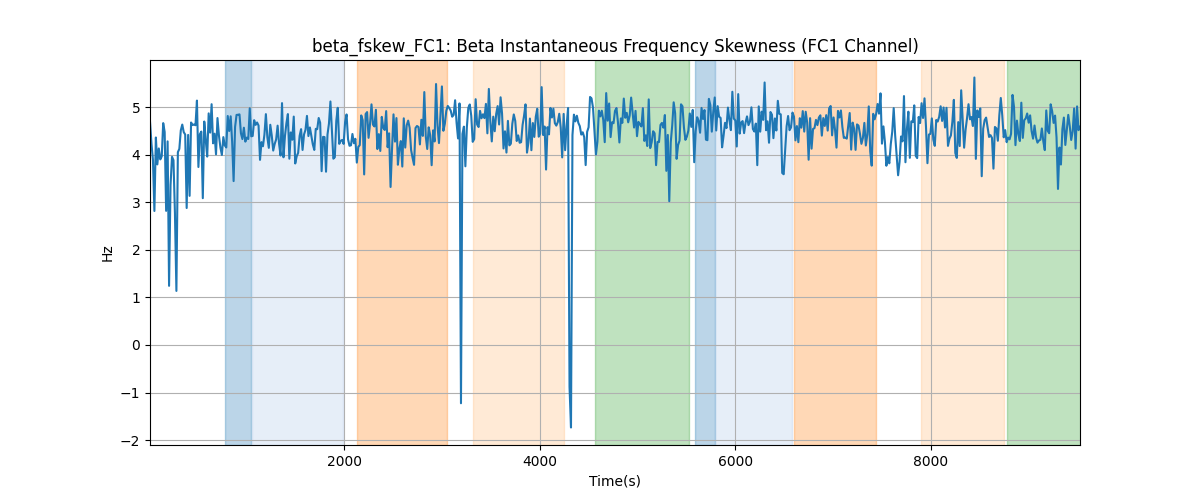 beta_fskew_FC1: Beta Instantaneous Frequency Skewness (FC1 Channel)
5
4
3
2
1
0
−1
−2
Hz
2000 4000 6000 8000
Time(s)